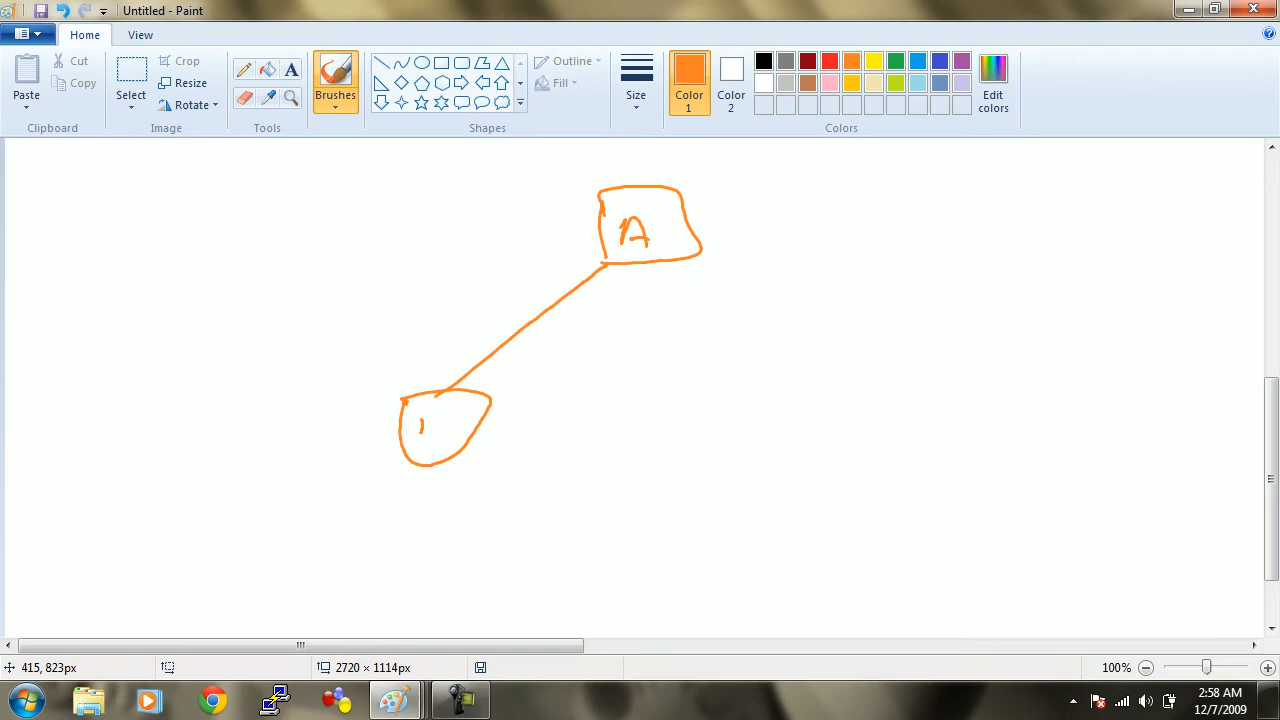 Untitled - Paint
Home View
Paste
Cut
Copy
Clipboard
Select
Crop
Resize
Rotate
Image
Tools
Brushes
Outline
Fill
Shapes
Size
Color 1
Color 2
Edit colors
Colors
A
415, 823px
2720 × 1114px
100%
2:58 AM
12/7/2009